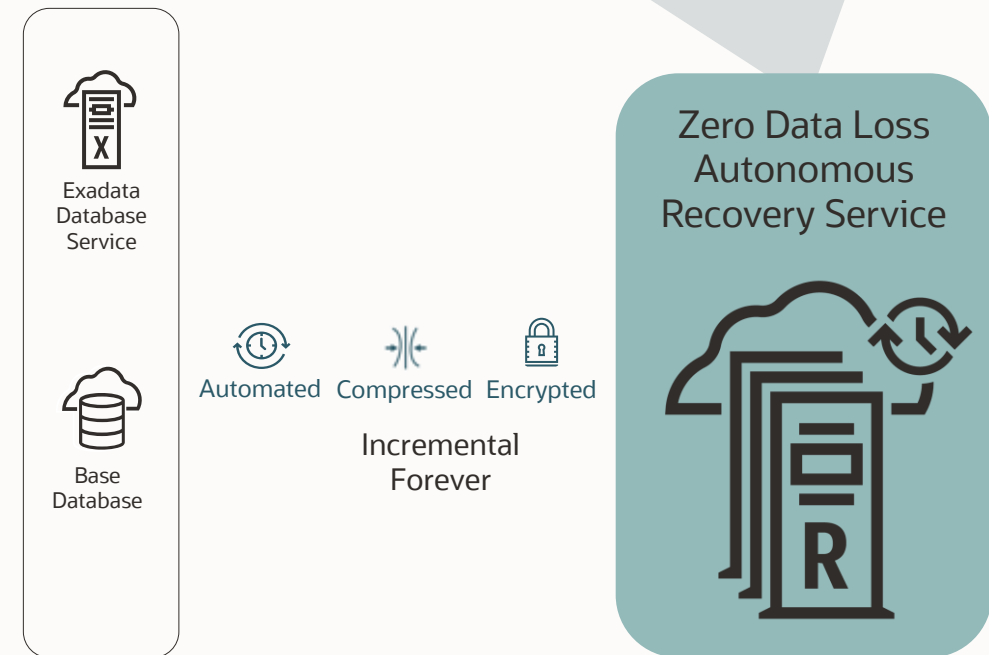 X
Exadata
Database
Service
Base
Database
Automated
Compressed
Encrypted
Incremental
Forever
Zero Data Loss
Autonomous
Recovery Service
R